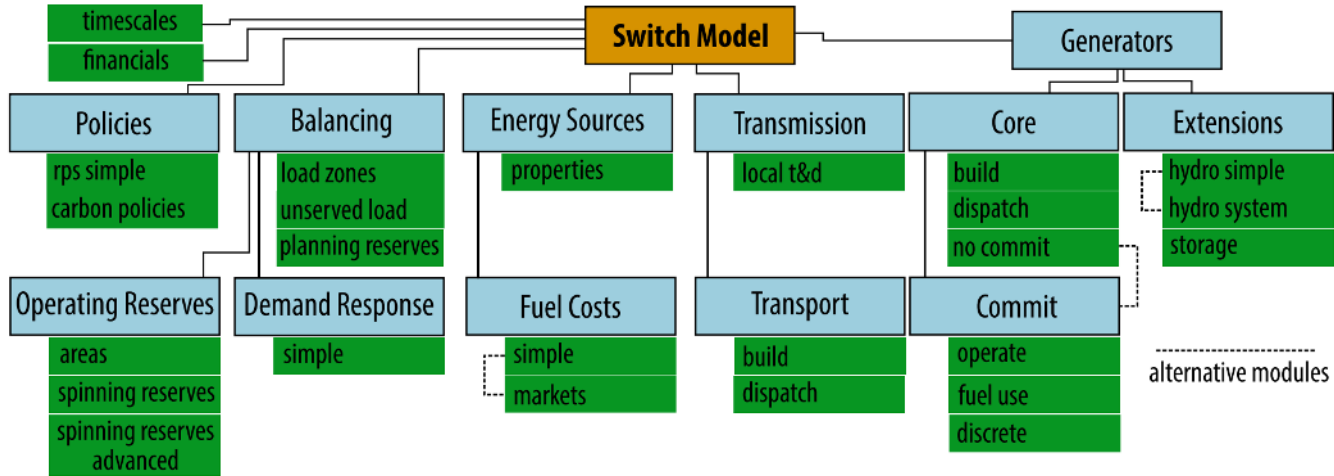 timescales
financials
Switch Model
Generators
Policies
rps simple
carbon policies
Balancing
load zones
unserved load
planning reserves
Energy Sources
properties
Transmission
local t&d
Core
build
dispatch
no commit
Extensions
hydro simple
hydro system
storage
Operating Reserves
areas
spinning reserves
spinning reserves
advanced
Demand Response
simple
Fuel Costs
simple
markets
Transport
build
dispatch
Commit
operate
fuel use
discrete
alternative modules